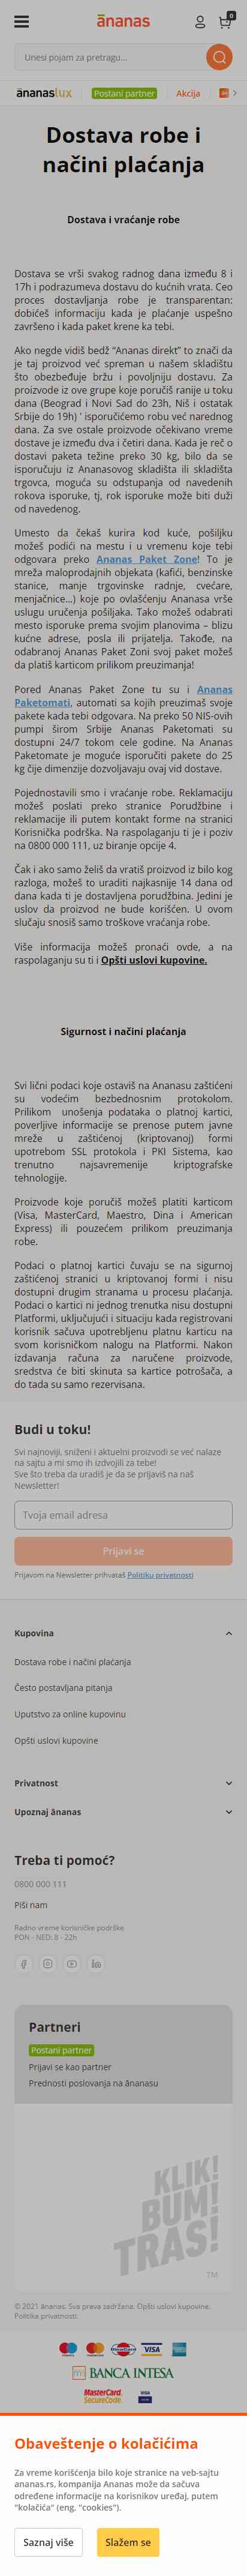 ānanas
0
Unesi pojam za pretragu...
ānanaslux
Postani partner
Akcija
Dostava robe i
načini plaćanja
Dostava i vraćanje robe
Dostava se vrši svakog radnog dana između 8 i
17h i podrazumeva dostavu do kućnih vrata. Ceo
proces dostavljanja robe je transparentan:
dobićeš informaciju kada je plaćanje uspešno
završeno i kada paket krene ka tebi.
Ako negde vidiš bedž "Ananas direkt" to znači da
je taj proizvod već spreman u našem skladištu
što obezbeđuje bržu i povoljniju dostavu. Za
proizvode iz ove grupe koje poručiš ranije u toku
dana (Beograd i Novi Sad do 23h, Niš i ostatak
Srbije do 19h) ' isporučićemo robu već narednog
dana. Za sve ostale proizvode očekivano vreme
dostave je između dva i četiri dana. Kada je reč o
dostavi paketa težine preko 30 kg, bilo da se
isporučuju iz Ananasovog skladišta ili skladišta
trgovca, moguća su odstupanja od navedenih
rokova isporuke, tj, rok isporuke može biti duži
od navedenog.
Umesto da čekaš kurira kod kuće, pošiljku
možeš podići na mestu i u vremenu koje tebi
odgovara preko Ananas Paket Zone! To je
mreža maloprodajnih objekata (kafići, benzinske
stanice, manje trgovinske radnje, cvećare,
menjačnice...) koje po ovlašćenju Ananasa vrše
uslugu uručenja pošiljaka. Tako možeš odabrati
mesto isporuke prema svojim planovima – blizu
kućne adrese, posla ili prijatelja. Takođe, na
odabranoj Ananas Paket Zoni svoj paket možeš
da platiš karticom prilikom preuzimanja!
Pored Ananas Paket Zone tu su i Ananas
Paketomati, automati sa kojih preuzimaš svoje
pakete kada tebi odgovara. Na preko 50 NIS-ovih
pumpi širom Srbije Ananas Paketomati su
dostupni 24/7 tokom cele godine. Na Ananas
Paketomate je moguće isporučiti pakete do 25
kg čije dimenzije dozvoljavaju ovaj vid dostave.
Pojednostavili smo i vraćanje robe. Reklamaciju
možeš poslati preko stranice Porudžbine i
reklamacije ili putem kontakt forme na stranici
Korinička podrška. Na raspolaganju ti je i poziv
na 0800 000 111, uz biranje opcije 4.
Čak i ako samo želiš da vratiš proizvod iz bilo kog
razloga, možeš to uraditi najkasnije 14 dana od
dana kada ti je dostavljena porudžbina. Jedini je
uslov da proizvod ne bude korišćen. U ovom
slučaju snosiš samo troškove vraćanja robe.
Više informacija možeš pronaći ovde, a na
raspolaganju su ti i Opšti uslovi kupovine.
Sigurnost i načini plaćanja
Svi lični podaci koje ostaviš na Ananasu zaštićeni
su vodećim bezbednosnim protokolom.
Prilikom unošenja podataka o platnoj kartici,
poverljive informacije se prenose putem javne
mreže u zaštićenoj (kriptovanoj) formi
upotrebom SSL protokola i PKI Sistema, kao
trenutno najsavremenije kriptografske
tehnologije.
Proizvode koje poručiš možeš platiti karticom
(Visa, MasterCard, Maestro, Dina i American
Express) ili pouzećem prilikom preuzimanja
robe.
Podaci o platnoj kartici čuvaju se na sigurnoj
zaštićenoj stranici u kriptovanoj formi i nisu
dostupni drugim stranama u procesu plaćanja.
Podaci o kartici ni jednog trenutka nisu dostupni
Platformi, uključujući i situaciju kada registrovani
korisnik sačuva upotrebljenu platnu karticu na
svom korisničkom nalogu na Platformi. Nakon
izdavanja računa za naručene proizvode,
sredstva će biti skinuta sa kartice potrošača, a
do tada su samo rezervisana.
Budi u toku!
Svi najnoviji, sniženi i aktuelni proizvodi se već nalaze
na sajtu a mi smo ih izdvojili za tebe!
Sve što treba da uradiš je da se prijaviš na naš
Newsletter!
Tvoja email adresa
Prijavi se
Prijavom na Newsletter prihvataš Politiku privatnosti
Kupovina
Dostava robe i načini plaćanja
Često postavljana pitanja
Uputstvo za online kupovinu
Opšti uslovi kupovine
Privatnost
Upoznaj ānanas
Treba ti pomoć?
0800 000 111
Piši nam
Radno vreme korisničke podrške
PON - NED: 8 - 22h
Partneri
Postani partner
Prijavi se kao partner
Prednosti poslovanja na ānanasu
KLIK!
BUM!
TRAS!
TM
© 2021 ānanas. Sva prava zadržana. Opšti uslovi kupovine.
Politika privatnosti.
DinaCard VISA
BANCA INTESA
MasterCard.
SecureCode.
VISA
Obaveštenje o kolačićima
Za vreme korišćenja bilo koje stranice na veb-sajtu
ananas.rs, kompanija Ananas može da sačuva
određene informacije na korisnikov uređaj, putem
"kolačića" (eng. "cookies").
Saznaj više
Slažem se